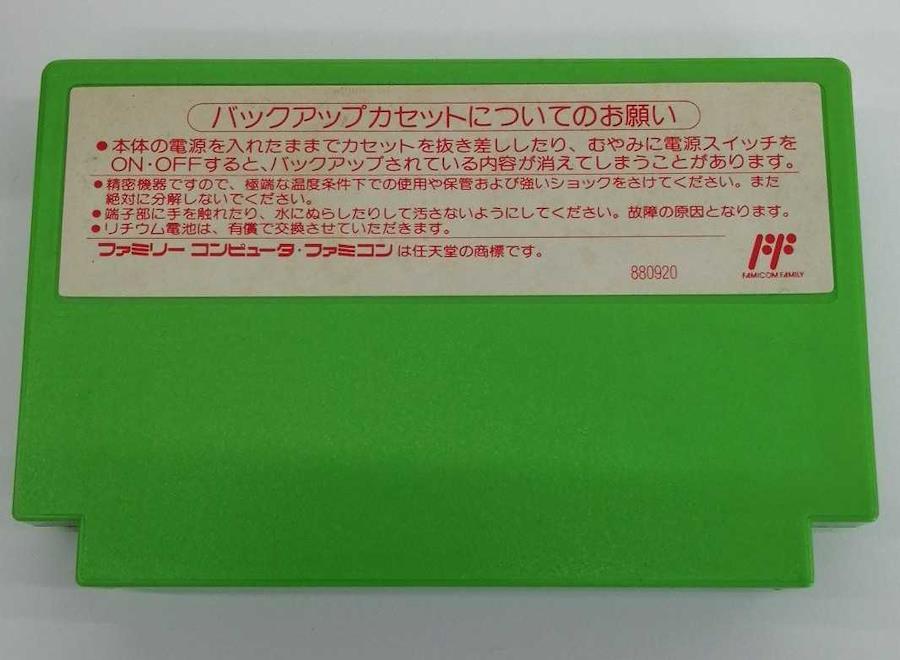 バックアップカセットについてのお願い
●本体の電源を入れたままでカセットを抜き差ししたり、むやみに電源スイッチを
ON・OFFすると、バックアップされている内容が消えてしまうことがあります。
●精密機器ですので、極端な温度条件下での使用や保管および強いショックをさけてください。また
絶対に分解しないでください。
●端子部に手を触れたり、水にぬらしたりして汚さないようにしてください。故障の原因となります。
●リチウム電池は、有償で交換させていただきます。
ファミリーコンピュータ・ファミコンは任天堂の商標です。
880920
FAMICOM FAMILY